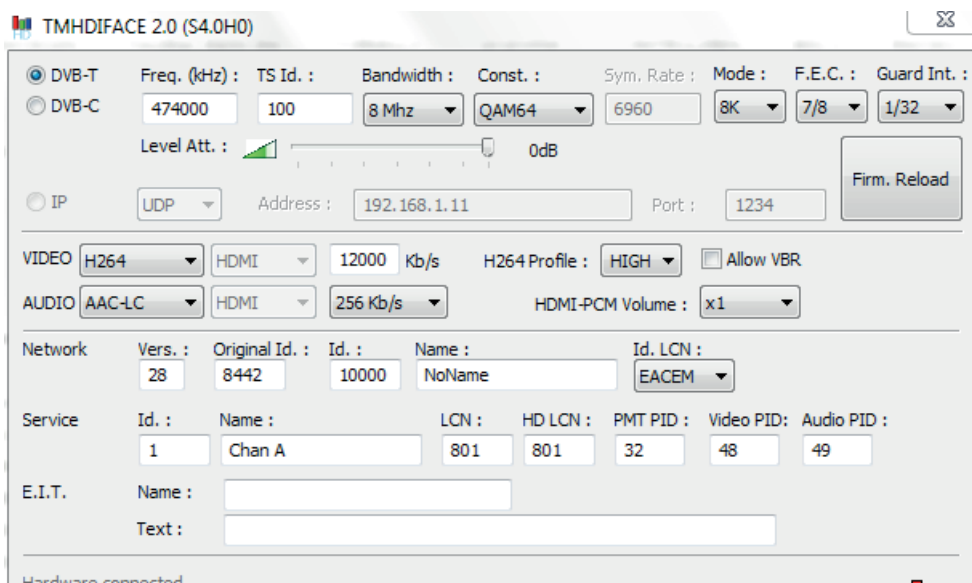 TMHDIFACE 2.0 (S4.0H0)
DVB-T Freq. (kHz) : TS Id. : Bandwidth : Const. : Sym. Rate : Mode : F.E.C. : Guard Int. :
DVB-C 474000 100 8 Mhz QAM64 6960 8K 7/8 1/32
Level Att. : 0dB
Firm. Reload
IP UDP Address : 192.168.1.11 Port : 1234
VIDEO H264 HDMI 12000 Kb/s H264 Profile : HIGH Allow VBR
AUDIO AAC-LC HDMI 256 Kb/s HDMI-PCM Volume : x1
Network Vers. : Original Id. : Id. : Name : Id. LCN :
28 8442 10000 NoName EACEM
Service Id. : Name : LCN : HD LCN : PMT PID : Video PID: Audio PID :
1 Chan A 801 801 32 48 49
E.I.T. Name :
Text :
Hardware connected